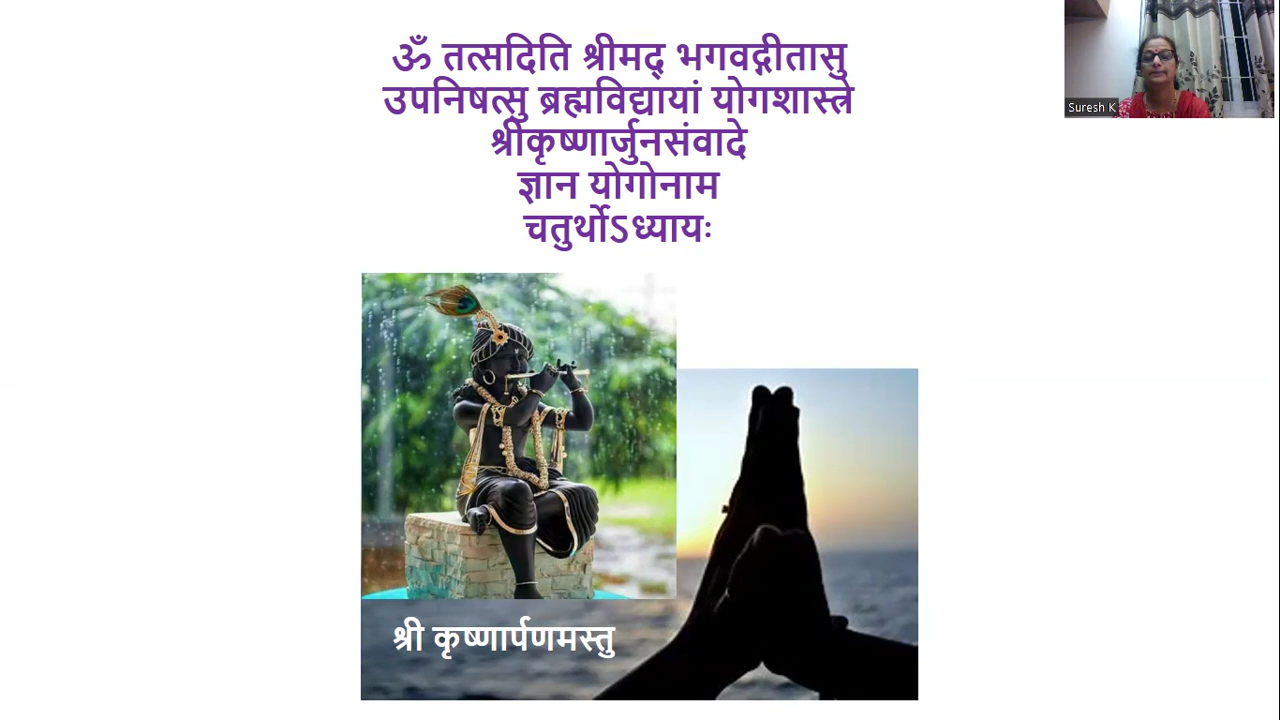 ॐ तत्सदिति श्रीमद् भगवद्गीतासु
उपनिषत्सु ब्रह्मविद्यायां योगशास्त्रे
श्रीकृष्णार्जुनसंवादे
ज्ञान योगोनाम
चतुर्थोऽध्यायः
Suresh K
श्री कृष्णार्पणमस्तु